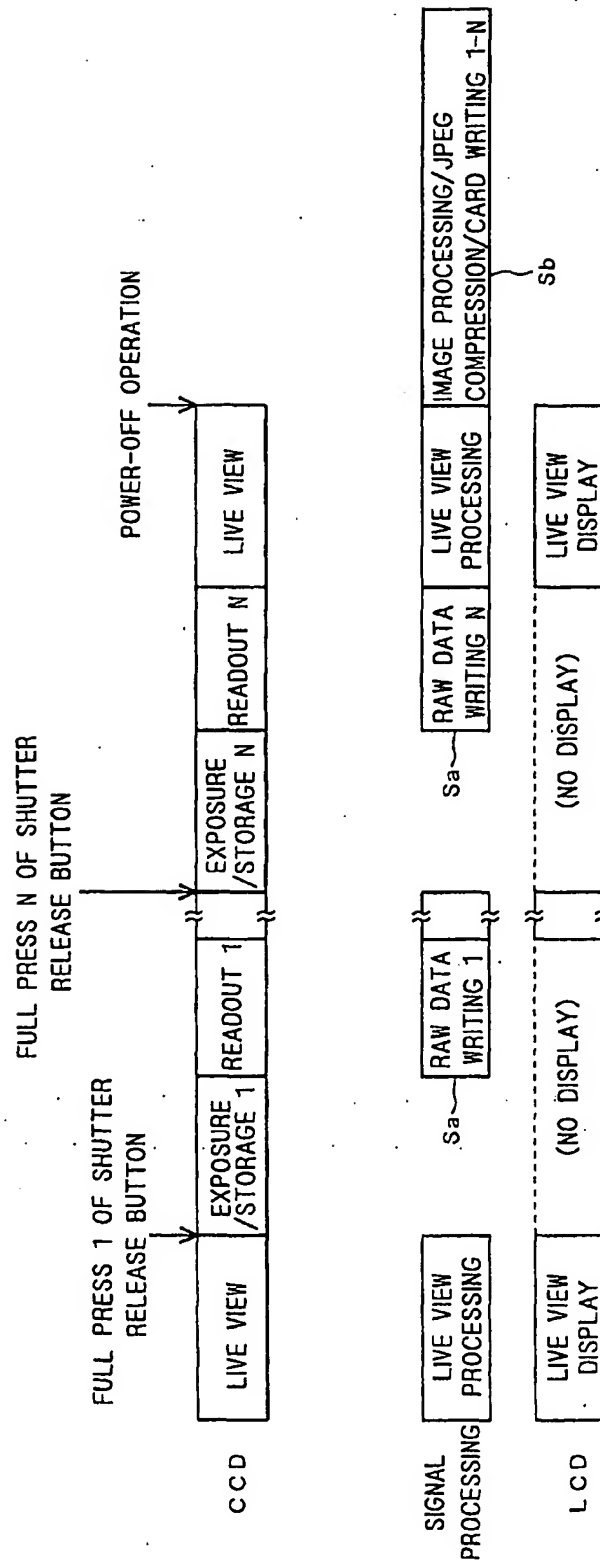 FULL PRESS N OF SHUTTER
RELEASE BUTTON
FULL PRESS 1 OF SHUTTER
RELEASE BUTTON
POWER-OFF OPERATION
CCD
LIVE VIEW
EXPOSURE
/STORAGE 1
READOUT 1
EXPOSURE
/STORAGE N
READOUT N
LIVE VIEW
SIGNAL
PROCESSING
LIVE VIEW
PROCESSING
Sa
RAW DATA
WRITING 1
Sa
RAW DATA
WRITING N
LIVE VIEW
PROCESSING
IMAGE PROCESSING/JPEG
COMPRESSION/CARD WRITING 1-N
Sb
LCD
LIVE VIEW
DISPLAY
(NO DISPLAY)
(NO DISPLAY)
LIVE VIEW
DISPLAY